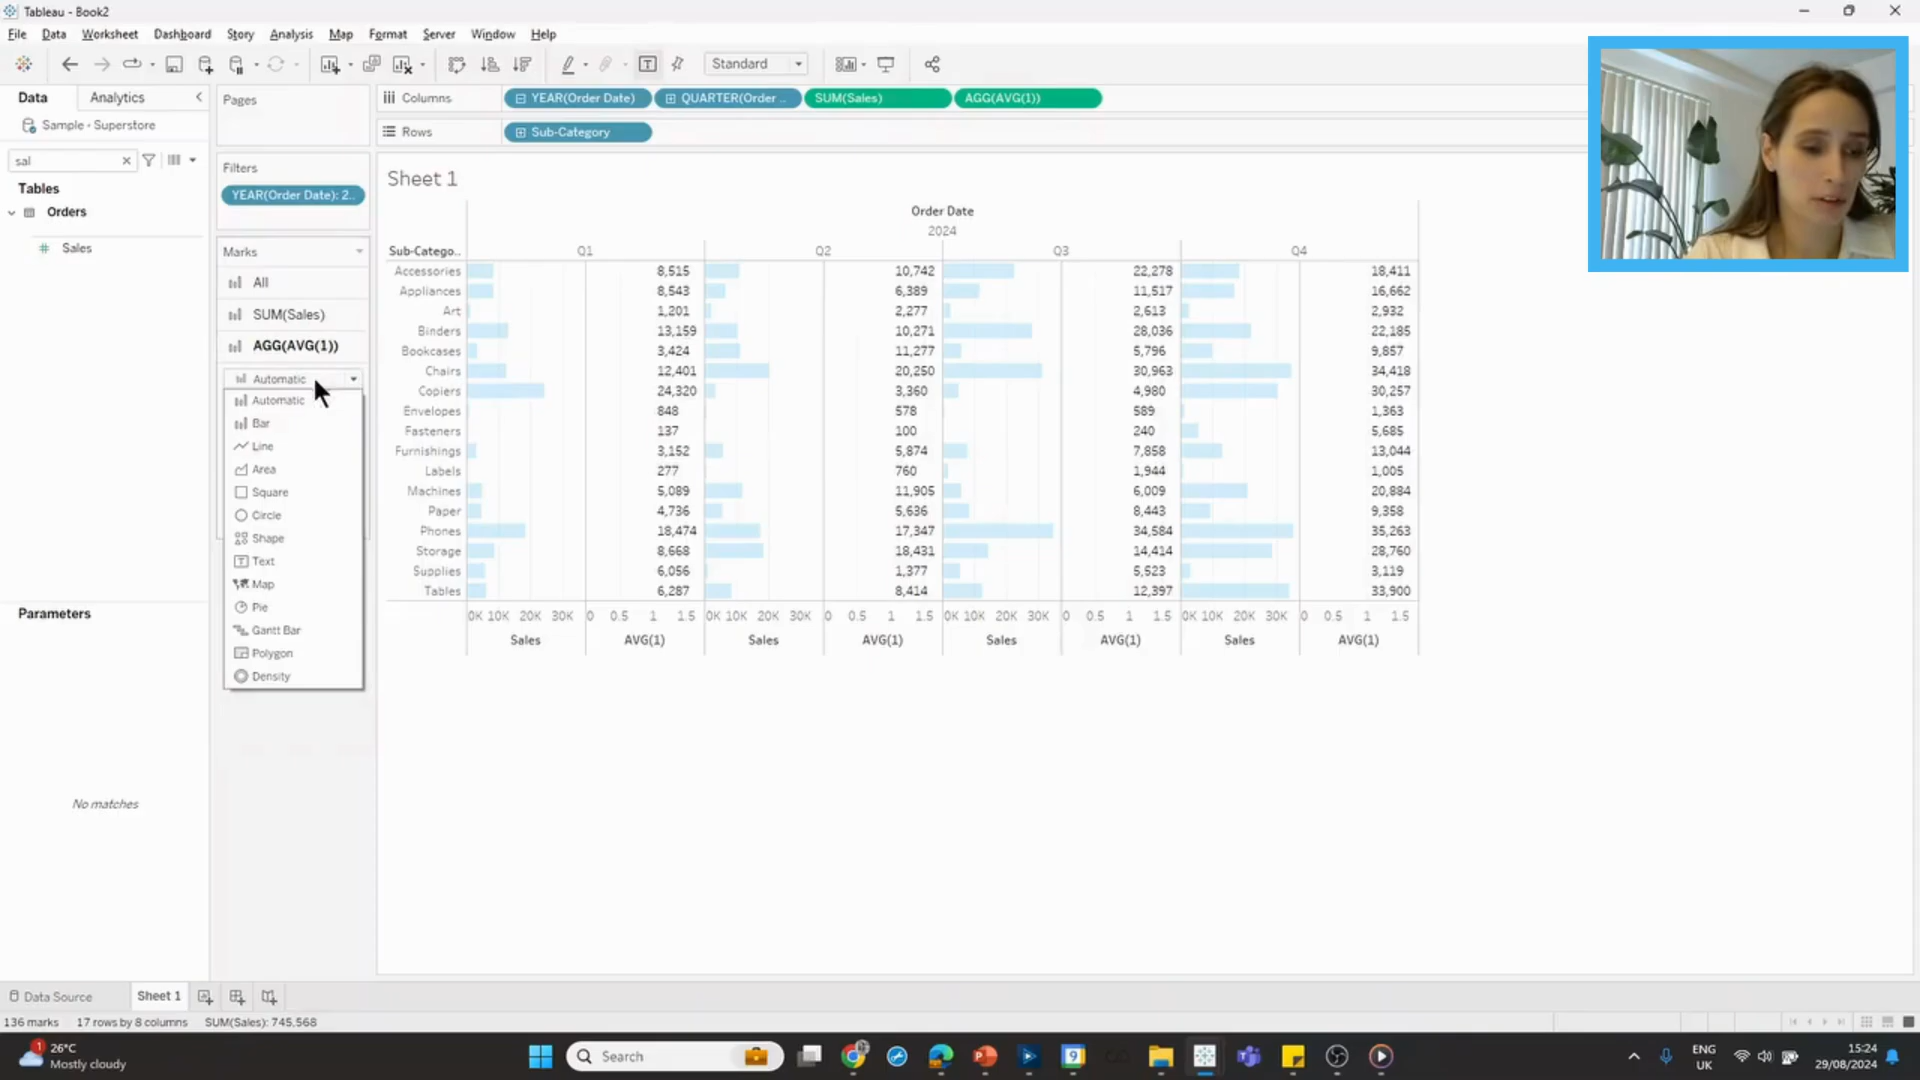 Tableau - Book2
File Data Worksheet Dashboard Story Analysis Map Format Server Window Help
Standard
Data Analytics
Sample - Superstore
sal
Tables
Orders
Sales
Parameters
No matches
Pages
Filters
YEAR(Order Date): 2..
Marks
All
SUM(Sales)
AGG(AVG(1))
Automatic
Automatic
Bar
Line
Area
Square
Circle
Shape
Text
Map
Pie
Gantt Bar
Polygon
Density
Columns YEAR(Order Date) QUARTER(Order .. SUM(Sales) AGG(AVG(1))
Rows Sub-Category
Sheet 1
Order Date
2024
Sub-Catego.. Q1 Q2 Q3 Q4
Accessories 8,515 10,742 22,278 18,411
Appliances 8,543 6,389 11,517 16,662
Art 1,201 2,277 2,613 2,932
Binders 13,159 10,271 28,036 22,185
Bookcases 3,424 11,277 5,796 9,857
Chairs 12,401 20,250 30,963 34,418
Copiers 24,320 3,360 4,980 30,257
Envelopes 848 578 589 1,363
Fasteners 137 100 240 5,685
Furnishings 3,152 5,874 7,858 13,044
Labels 277 760 1,944 1,005
Machines 5,089 11,905 6,009 20,884
Paper 4,736 5,636 8,443 9,358
Phones 18,474 17,347 34,584 35,263
Storage 8,668 18,431 14,414 28,760
Supplies 6,056 1,377 5,523 3,119
Tables 6,287 8,414 12,397 33,900
0K 10K 20K 30K 0 0.5 1 1.5 0K 10K 20K 30K 0 0.5 1 1.5 0K 10K 20K 30K 0 0.5 1 1.5 0K 10K 20K 30K 0 0.5 1 1.5
Sales AVG(1) Sales AVG(1) Sales AVG(1) Sales AVG(1)
Data Source Sheet 1
136 marks 17 rows by 8 columns SUM(Sales): 745,568
1
26°C
Mostly cloudy
Search
9
ENG
UK
15:24
29/08/2024